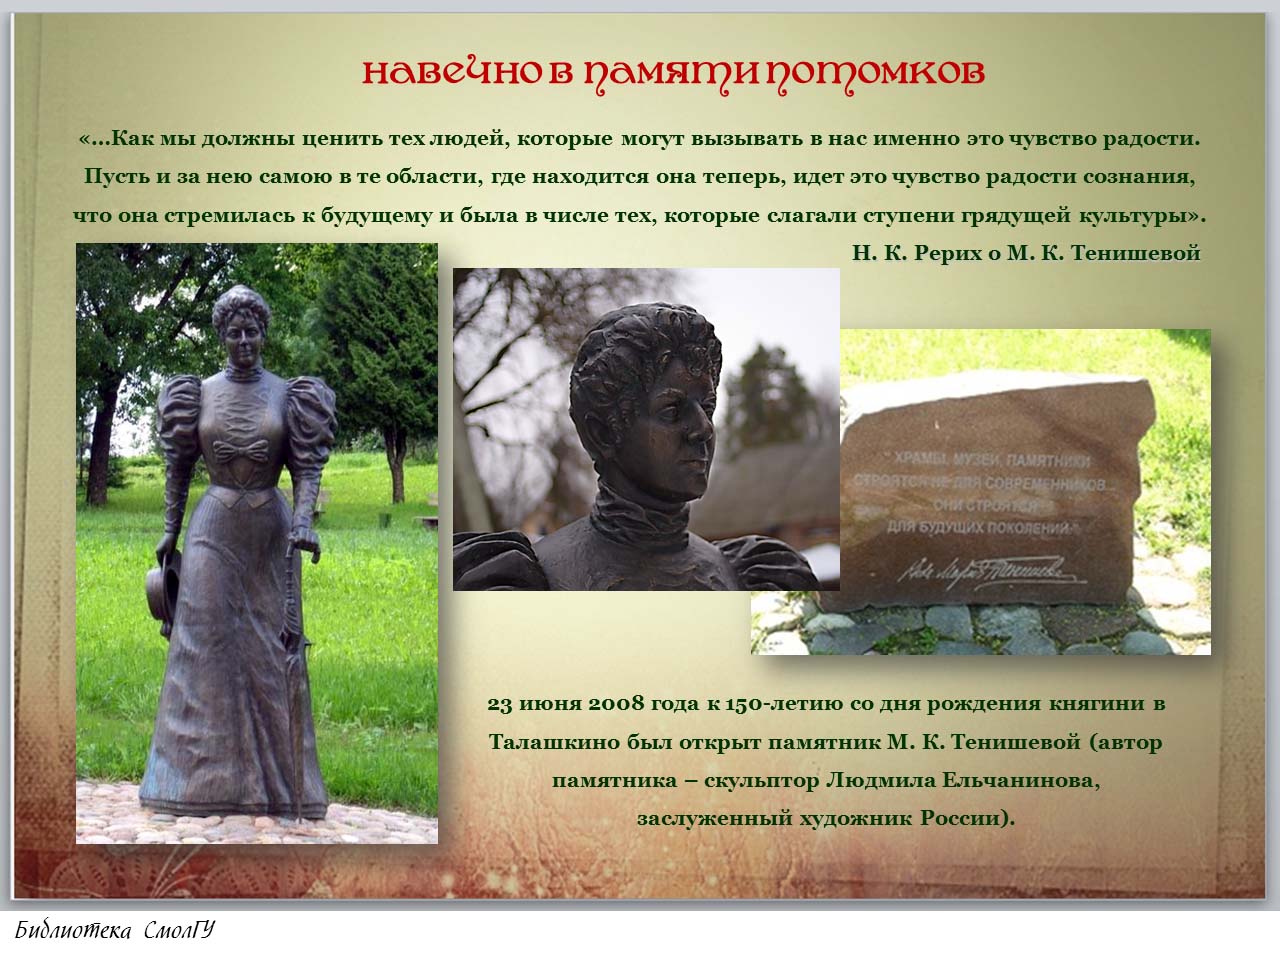 навечно в памяти потомков
«…Как мы должны ценить тех людей, которые могут вызывать в нас именно это чувство радости.
Пусть и за нею самою в те области, где находится она теперь, идет это чувство радости сознания,
что она стремилась к будущему и была в числе тех, которые слагали ступени грядущей культуры».
Н. К. Рерих о М. К. Тенишевой
" ХРАМЫ, МУЗЕИ, ПАМЯТНИКИ
СТРОЯТСЯ НЕ ДЛЯ СОВРЕМЕННИКОВ...
ОНИ СТРОЯТСЯ
ДЛЯ БУДУЩИХ ПОКОЛЕНИЙ"
Тенишева
23 июня 2008 года к 150-летию со дня рождения княгини в
Талашкино был открыт памятник М. К. Тенишевой (автор
памятника – скульптор Людмила Ельчанинова,
заслуженный художник России).
Библиотека СмолГУ